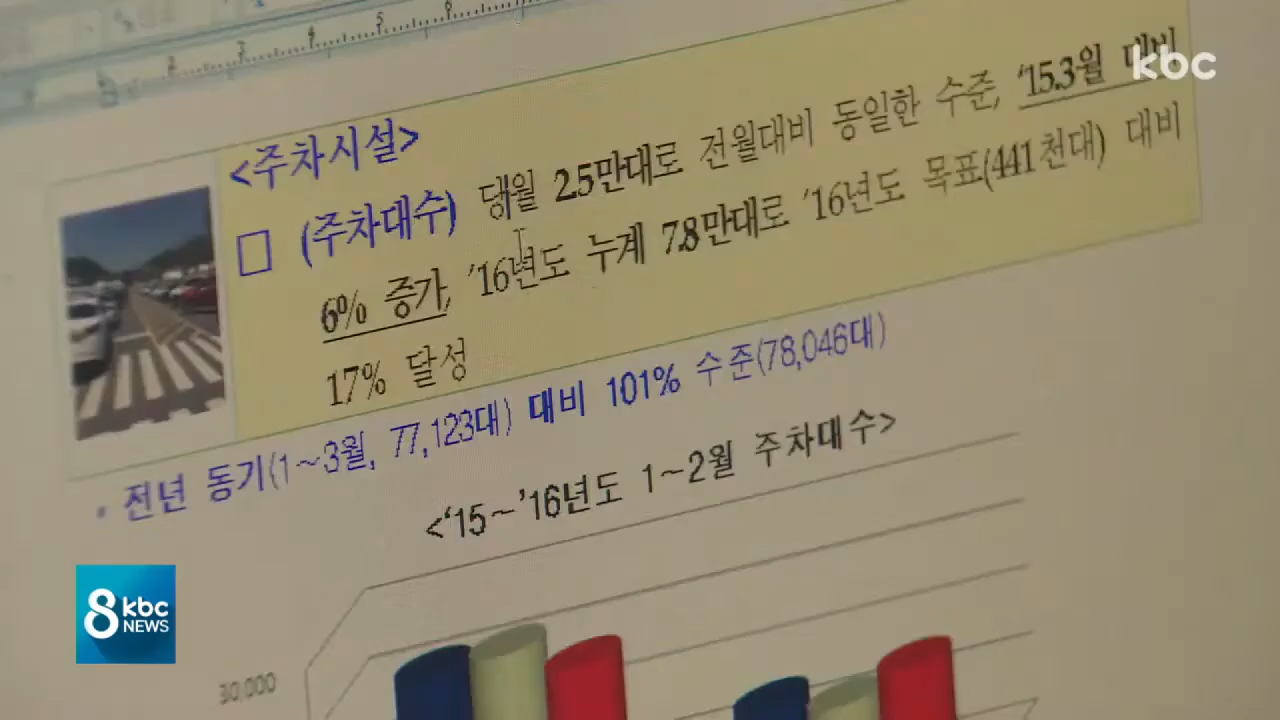 kbc
<주차시설>
□ (주차대수) 당월 2.5만대로 전월대비 동일한 수준, '15.3월 대비
6% 증가, '16년도 누계 7.8만대로 '16년도 목표(441천대) 대비
17% 달성
• 전년 동기(1~3월, 77,123대) 대비 101% 수준(78,046대)
<'15~'16년도 1~2월 주차대수>
30,000
8 kbc
NEWS